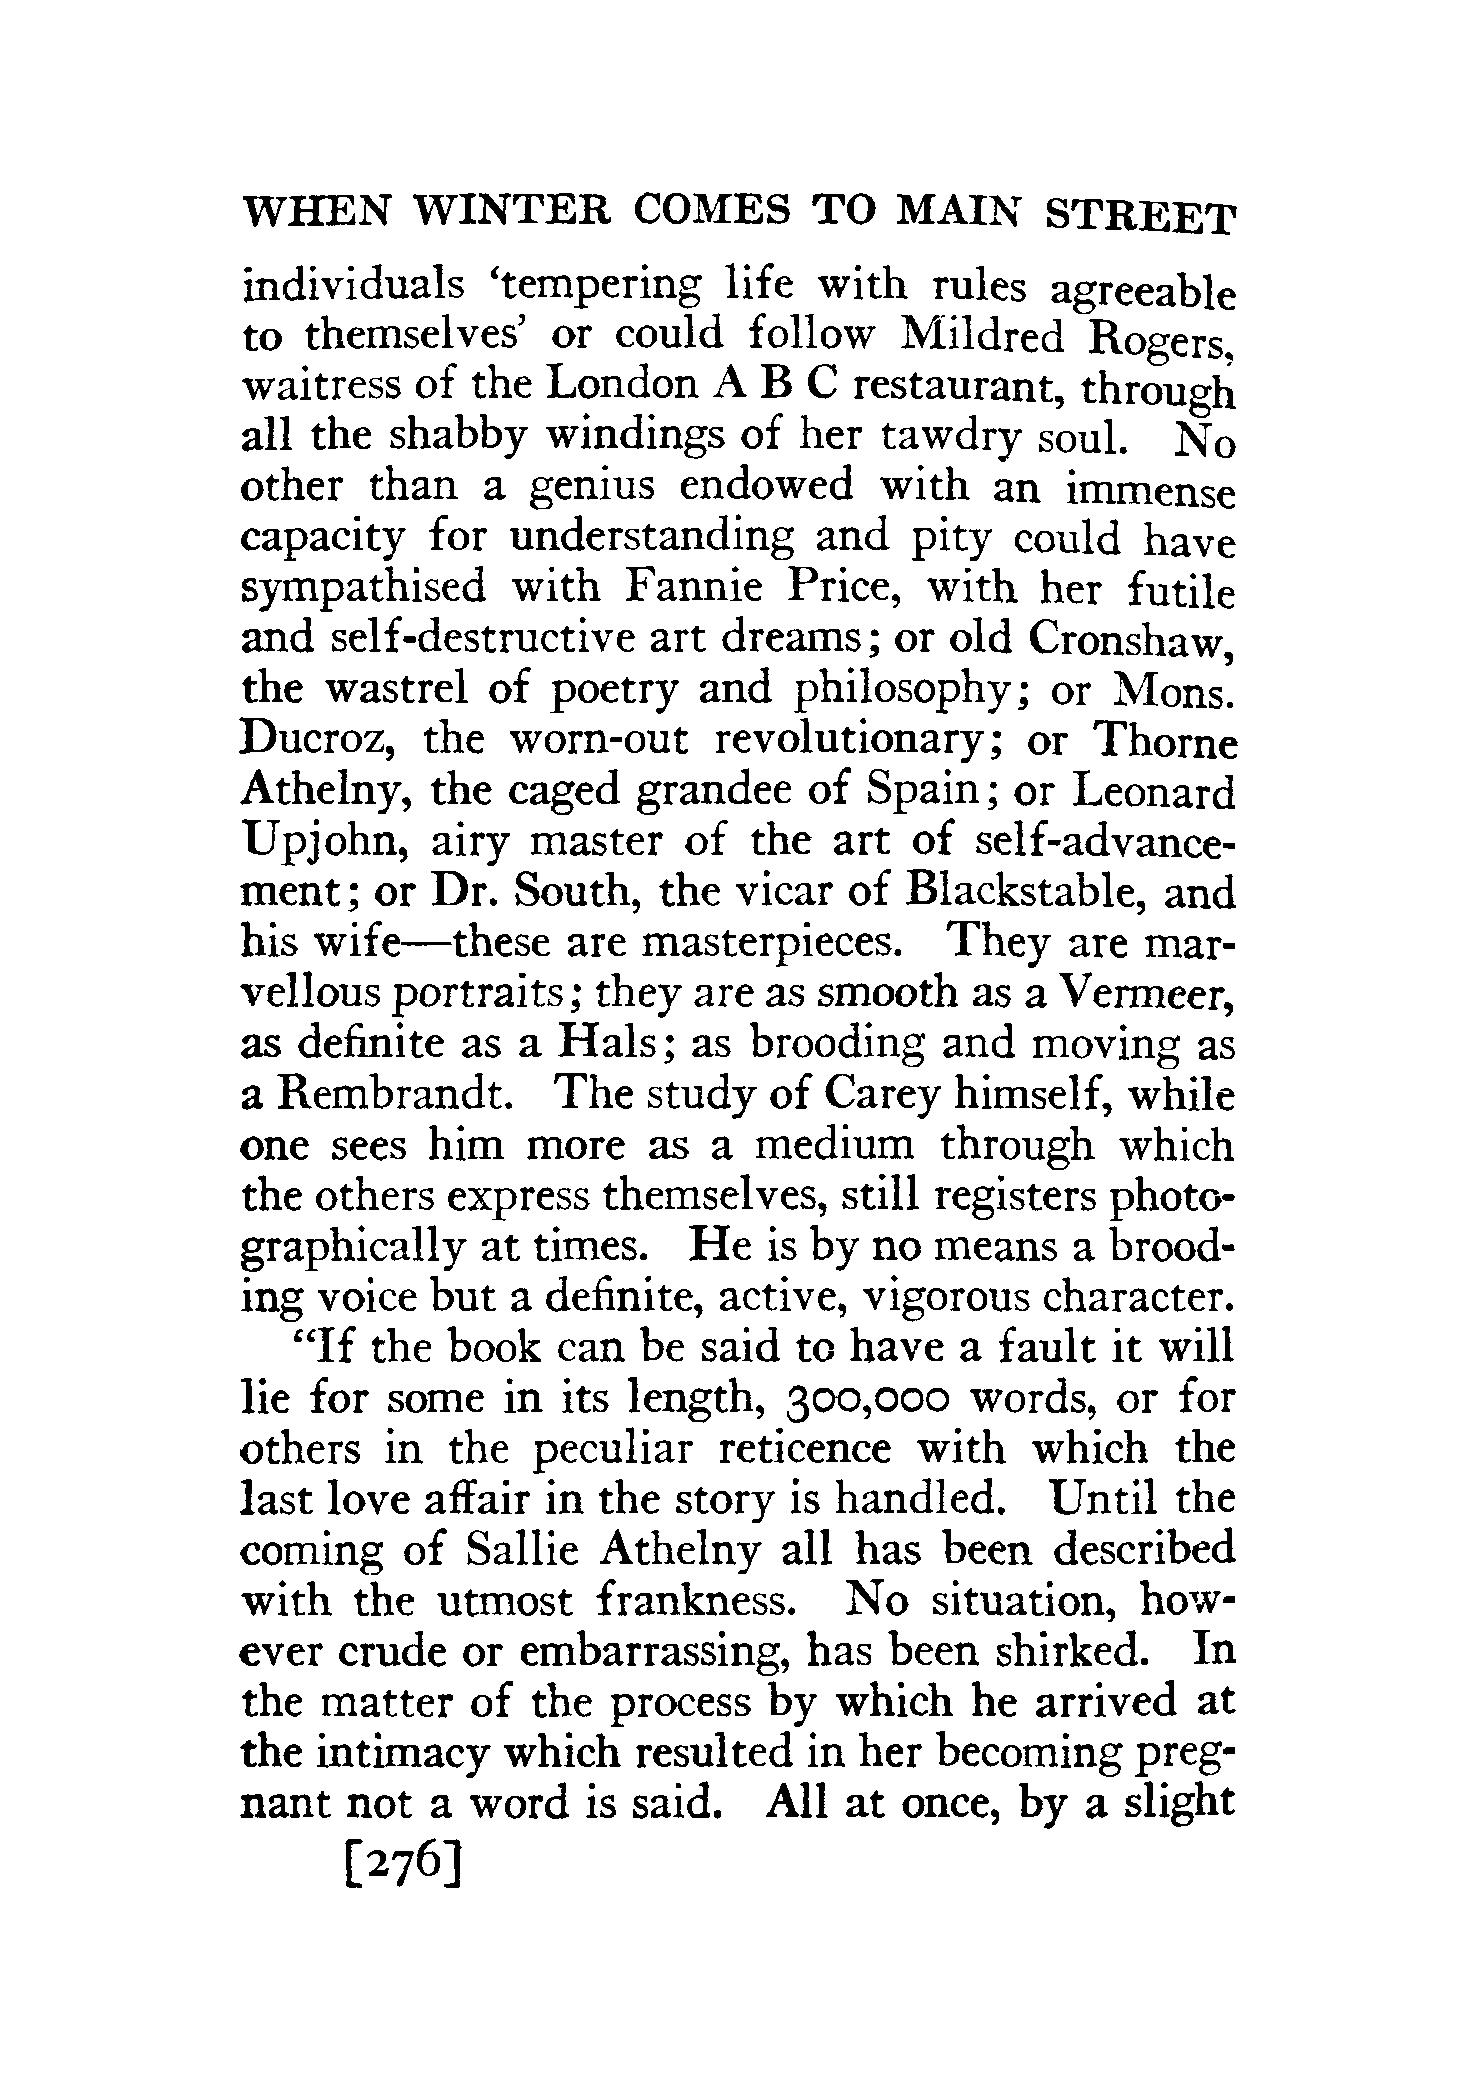 WHEN WINTER COMES TO MAIN STREET
individuals ‘tempering life with rules agreeable
to themselves’ or could follow Mildred Rogers,
waitress of the London A B C restaurant, through
all the shabby windings of her tawdry soul. No
other than a genius endowed with an immense
capacity for understanding and pity could have
sympathised with Fannie Price, with her futile
and self-destructive art dreams; or old Cronshaw,
the wastrel of poetry and philosophy; or Mons.
Ducroz, the worn-out revolutionary; or Thorne
Athelny, the caged grandee of Spain; or Leonard
Upjohn, airy master of the art of self-advance-
ment; or Dr. South, the vicar of Blackstable, and
his wife—these are masterpieces. They are mar-
vellous portraits; they are as smooth as a Vermeer,
as definite as a Hals; as brooding and moving as
a Rembrandt. The study of Carey himself, while
one sees him more as a medium through which
the others express themselves, still registers photo-
graphically at times. He is by no means a brood-
ing voice but a definite, active, vigorous character.
“If the book can be said to have a fault it will
lie for some in its length, 300,000 words, or for
others in the peculiar reticence with which the
last love affair in the story is handled. Until the
coming of Sallie Athelny all has been described
with the utmost frankness. No situation, how-
ever crude or embarrassing, has been shirked. In
the matter of the process by which he arrived at
the intimacy which resulted in her becoming preg-
nant not a word is said. All at once, by a slight
[276]